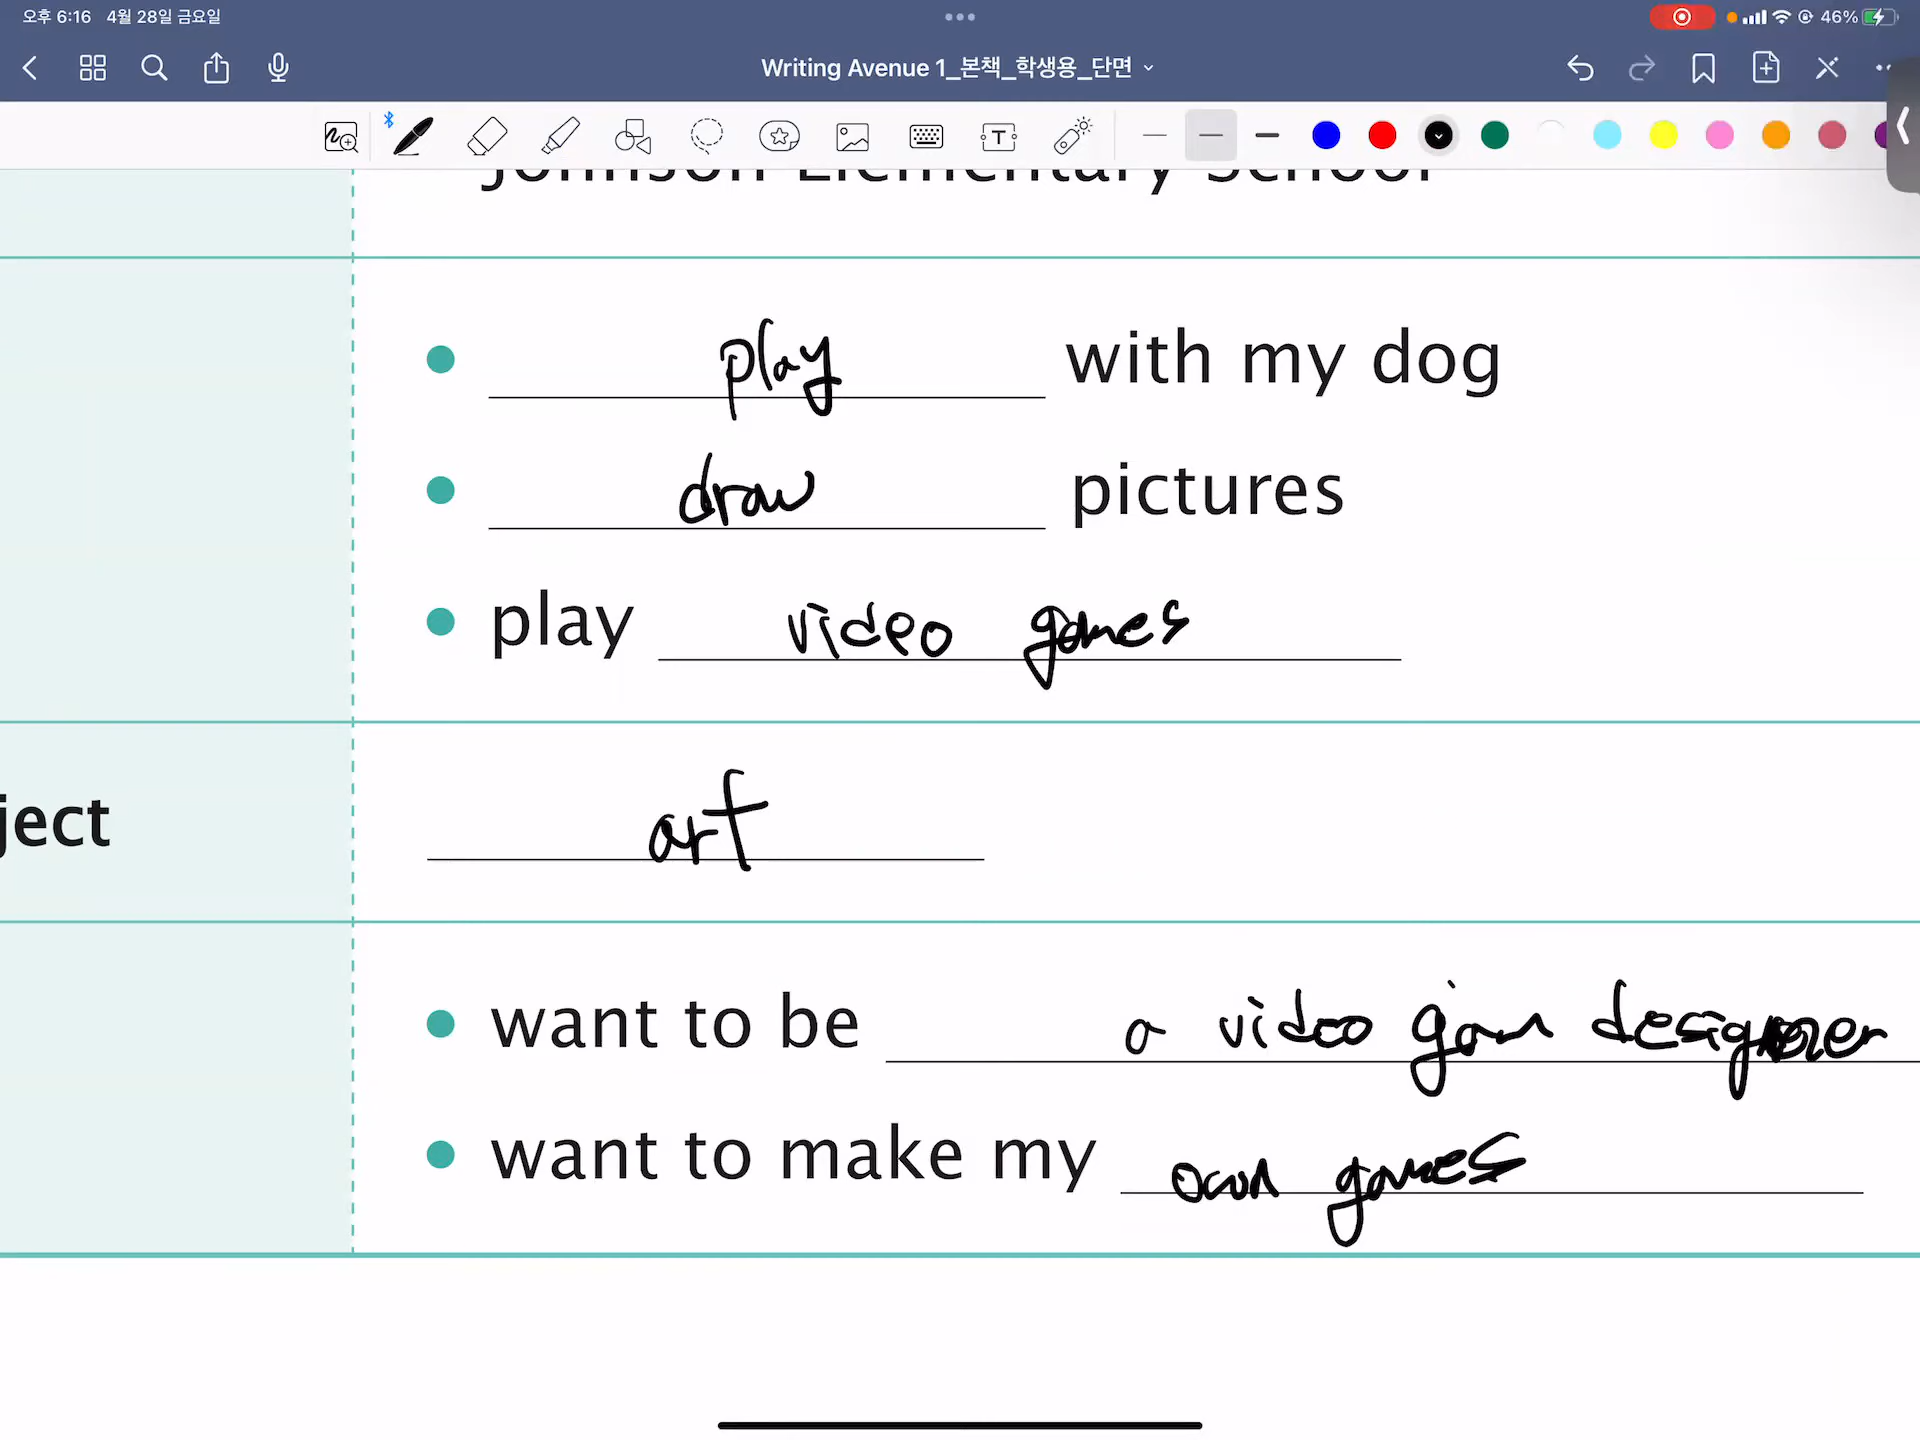 오후 6:16 4월 28일 금요일
46%
Writing Avenue 1_본책_학생용_단면
Johnson Elementary School
play with my dog
draw pictures
play video games
ject
art
want to be a video gam designer
want to make my own games